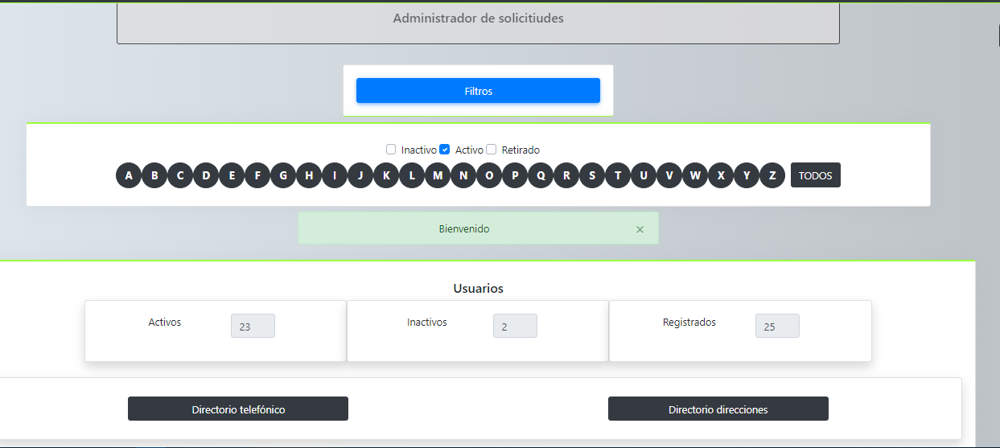 Administrador de solicitiudes
Filtros
Inactivo Activo Retirado
A B C D E F G H I J K L M N O P Q R S T U V W X Y Z TODOS
Bienvenido ×
Usuarios
Activos 23 Inactivos 2 Registrados 25
Directorio telefónico Directorio direcciones